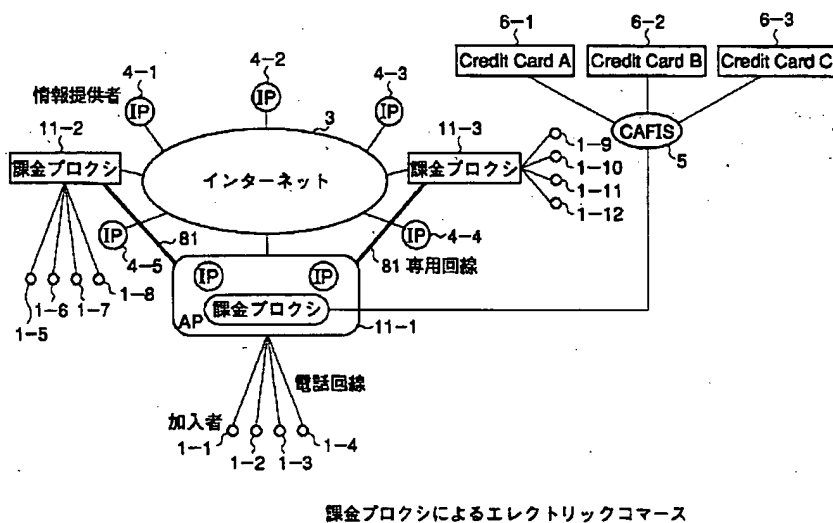 6-1
6-2
6-3
Credit Card A
Credit Card B
Credit Card C
4-1
4-2
4-3
情報提供者
IP
IP
IP
3
CAFIS
5
11-2
11-3
課金プロクシ
インターネット
課金プロクシ
1-9
1-10
1-11
1-12
IP
IP
4-5
4-4
81
81 専用回線
1-5
1-6
1-7
1-8
IP
IP
課金プロクシ
AP
11-1
電話回線
加入者
1-1
1-2
1-3
1-4
課金プロクシによるエレクトリックコマース